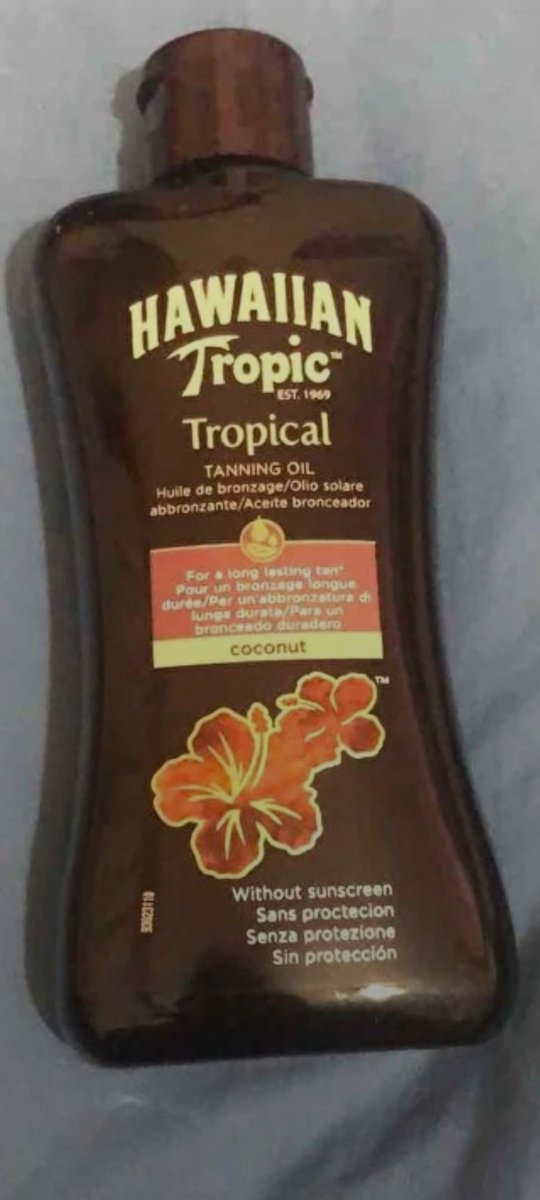 HAWAIIAN
Tropic™
EST. 1969
Tropical
TANNING OIL
Huile de bronzage/Olio solare
abbronzante/Aceite bronceador
For a long lasting tan*
Pour un bronzage longue
durée/Per un'abbronzatura di
lunga durata/Para un
bronceado duradero
coconut
™
Without sunscreen
Sans proctecion
Senza protezione
Sin protección